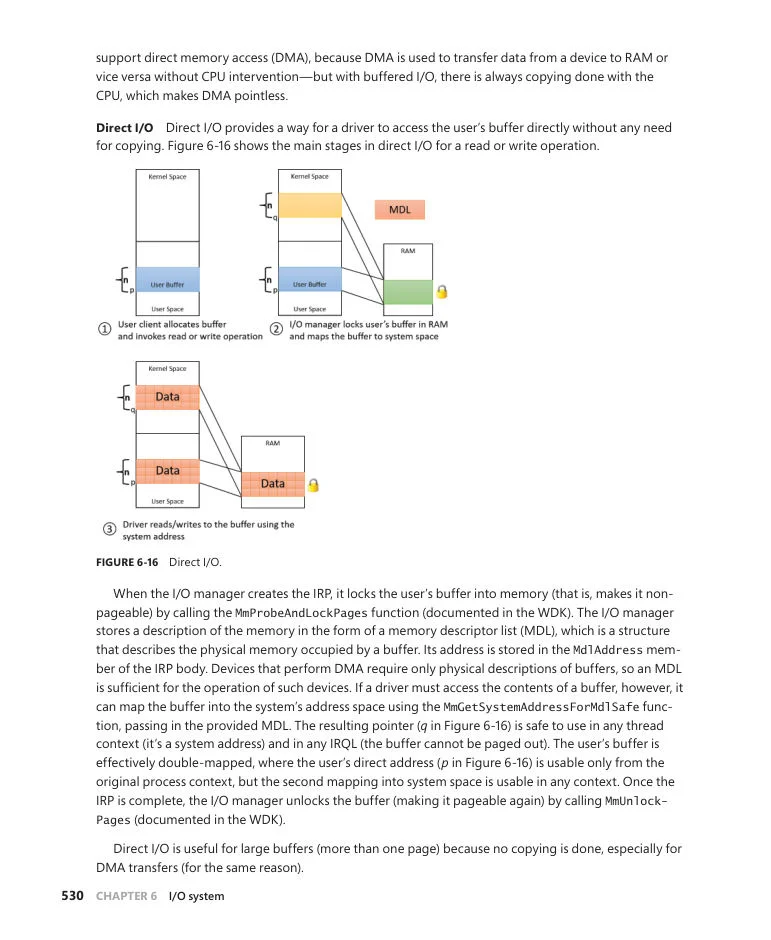 support direct memory access (DMA), because DMA is used to transfer data from a device to RAM or
vice versa without CPU intervention—but with buffered I/O, there is always copying done with the
CPU, which makes DMA pointless.
Direct I/O Direct I/O provides a way for a driver to access the user's buffer directly without any need
for copying. Figure 6-16 shows the main stages in direct I/O for a read or write operation.
Kernel Space
n
p
User Buffer
User Space
① User client allocates buffer
and invokes read or write operation
Kernel Space
n
q
n
p
User Buffer
User Space
MDL
RAM
② I/O manager locks user's buffer in RAM
and maps the buffer to system space
Kernel Space
n
q
Data
n
p
Data
User Space
RAM
Data
③ Driver reads/writes to the buffer using the
system address
FIGURE 6-16 Direct I/O.
When the I/O manager creates the IRP, it locks the user's buffer into memory (that is, makes it non-
pageable) by calling the MmProbeAndLockPages function (documented in the WDK). The I/O manager
stores a description of the memory in the form of a memory descriptor list (MDL), which is a structure
that describes the physical memory occupied by a buffer. Its address is stored in the MdlAddress mem-
ber of the IRP body. Devices that perform DMA require only physical descriptions of buffers, so an MDL
is sufficient for the operation of such devices. If a driver must access the contents of a buffer, however, it
can map the buffer into the system's address space using the MmGetSystemAddressForMdlSafe func-
tion, passing in the provided MDL. The resulting pointer (q in Figure 6-16) is safe to use in any thread
context (it's a system address) and in any IRQL (the buffer cannot be paged out). The user's buffer is
effectively double-mapped, where the user's direct address (p in Figure 6-16) is usable only from the
original process context, but the second mapping into system space is usable in any context. Once the
IRP is complete, the I/O manager unlocks the buffer (making it pageable again) by calling MmUnlock-
Pages (documented in the WDK).
Direct I/O is useful for large buffers (more than one page) because no copying is done, especially for
DMA transfers (for the same reason).
530 CHAPTER 6 I/O system